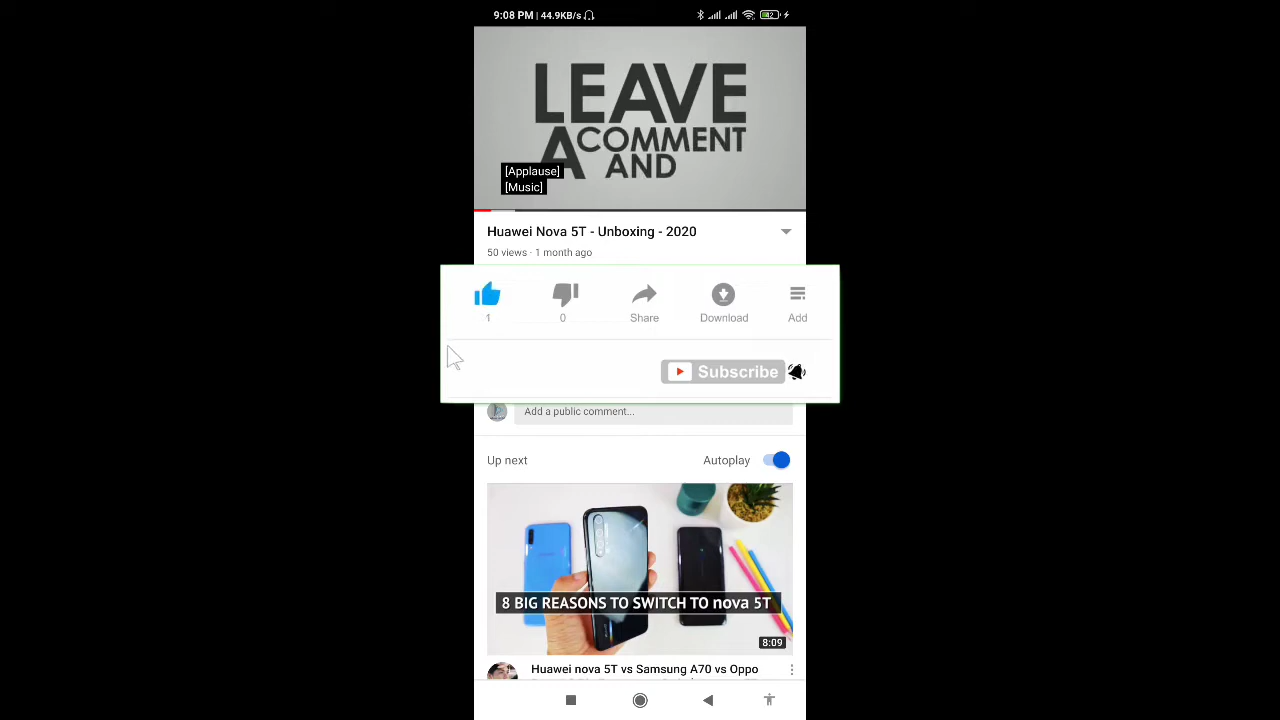 9:08 PM | 44.9KB/s
LEAVE
A COMMENT
AND
[Applause]
[Music]
Huawei Nova 5T - Unboxing - 2020
50 views · 1 month ago
1 0 Share Download Add
Subscribe
Add a public comment...
Up next Autoplay
8 BIG REASONS TO SWITCH TO nova 5T
8:09
Huawei nova 5T vs Samsung A70 vs Oppo